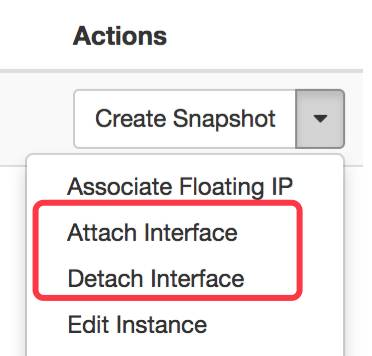 Actions
Create Snapshot
Associate Floating IP
Attach Interface
Detach Interface
Edit Instance